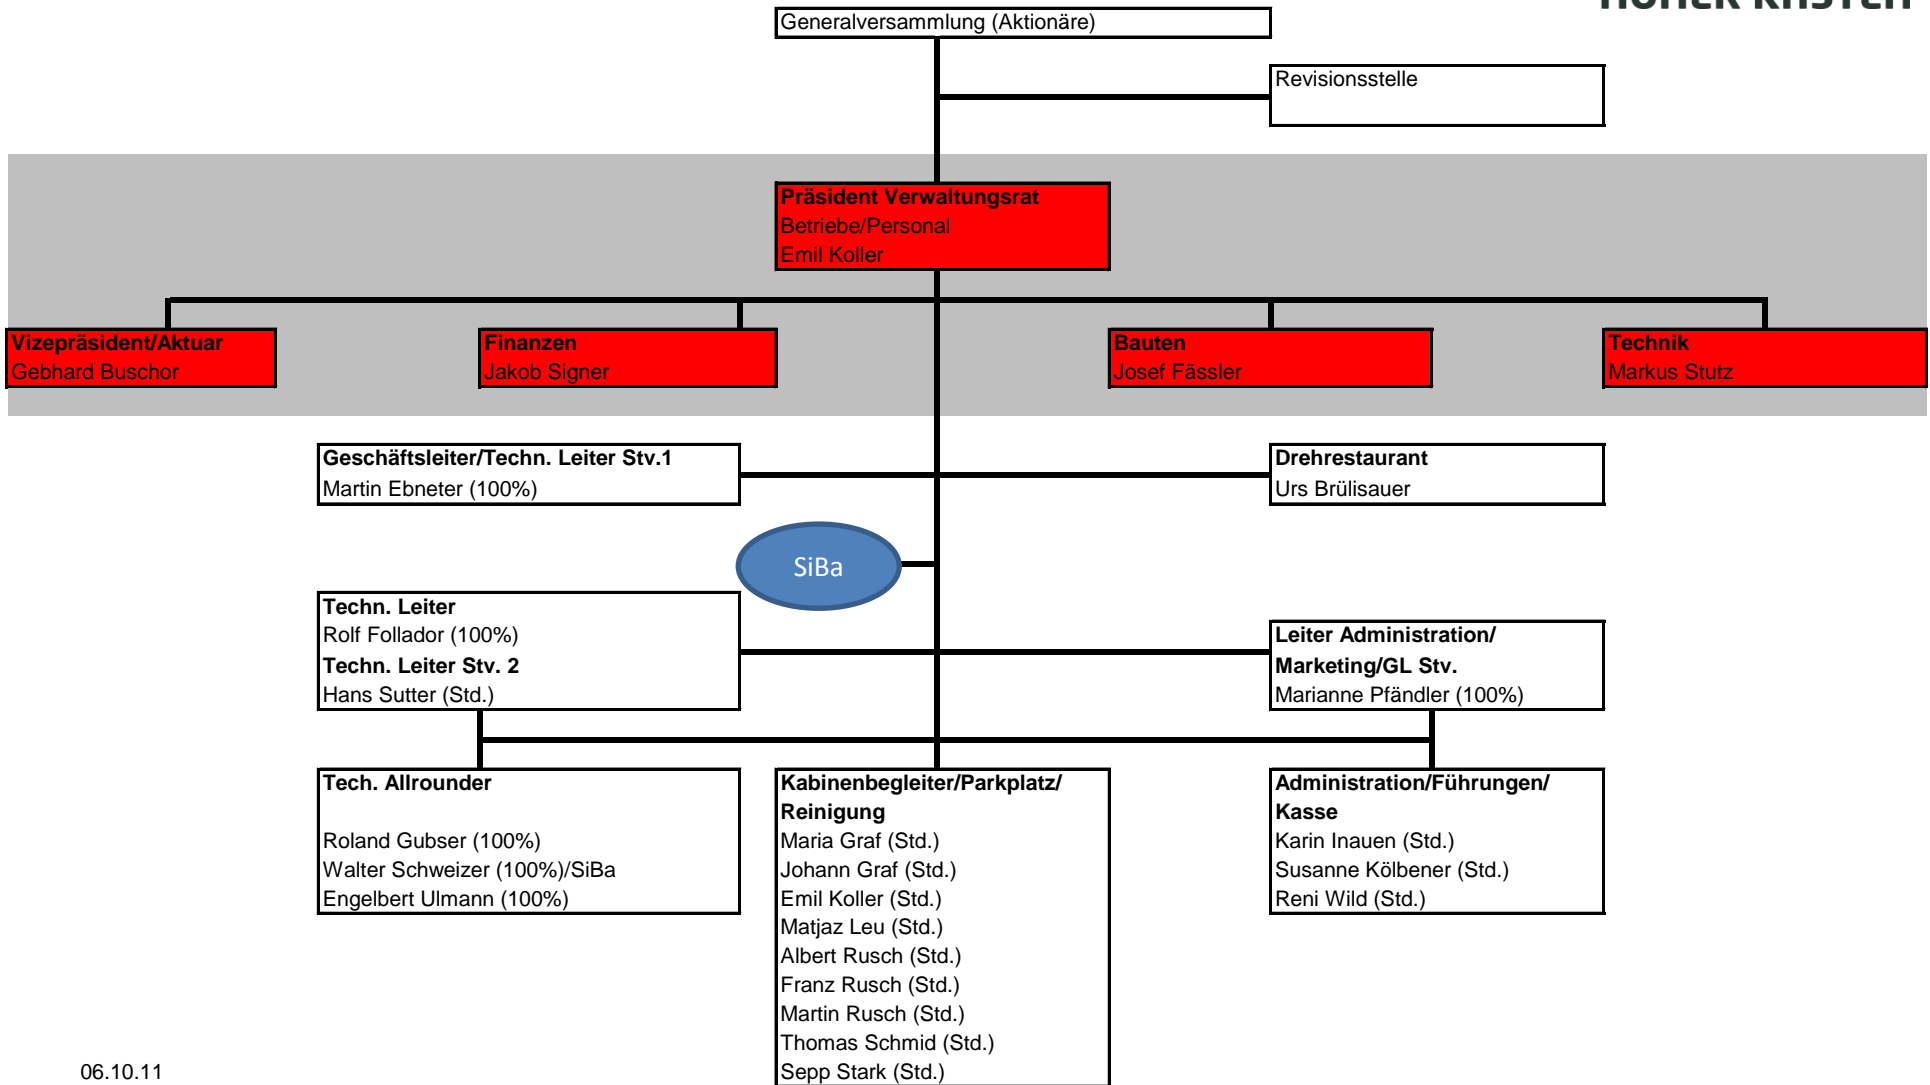 HOHER KASTEN
Generalversammlung (Aktionäre)
Revisionsstelle
Präsident Verwaltungsrat
Betriebe/Personal
Emil Koller
Vizepräsident/Aktuar
Gebhard Buschor
Finanzen
Jakob Signer
Bauten
Josef Fässler
Technik
Markus Stutz
Geschäftsleiter/Techn. Leiter Stv.1
Martin Ebneter (100%)
Drehrestaurant
Urs Brülisauer
SiBa
Techn. Leiter
Rolf Follador (100%)
Techn. Leiter Stv. 2
Hans Sutter (Std.)
Leiter Administration/
Marketing/GL Stv.
Marianne Pfändler (100%)
Tech. Allrounder
Roland Gubser (100%)
Walter Schweizer (100%)/SiBa
Engelbert Ulmann (100%)
Kabinenbegleiter/Parkplatz/
Reinigung
Maria Graf (Std.)
Johann Graf (Std.)
Emil Koller (Std.)
Matjaz Leu (Std.)
Albert Rusch (Std.)
Franz Rusch (Std.)
Martin Rusch (Std.)
Thomas Schmid (Std.)
Sepp Stark (Std.)
Administration/Führungen/
Kasse
Karin Inauen (Std.)
Susanne Kölbener (Std.)
Reni Wild (Std.)
06.10.11